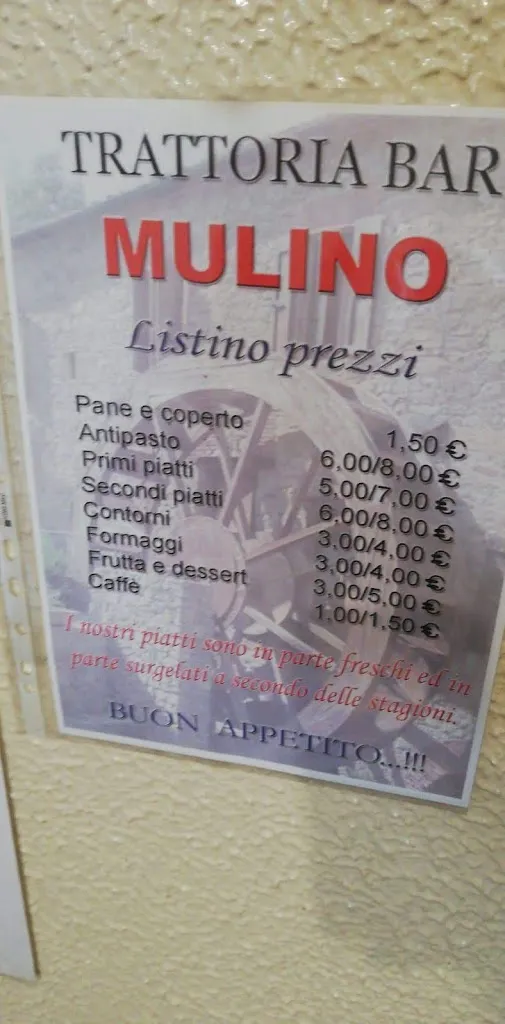 TRATTORIA BAR
MULINO
Listino prezzi
Pane e coperto 1,50 €
Antipasto 6,00/8,00 €
Primi piatti 5,00/7,00 €
Secondi piatti 6,00/8,00 €
Contorni 3,00/4,00 €
Formaggi 3,00/4,00 €
Frutta e dessert 3,00/5,00 €
Caffè 1,00/1,50 €
I nostri piatti sono in parte freschi ed in
parte surgelati a secondo delle stagioni.
BUON APPETITO...!!!